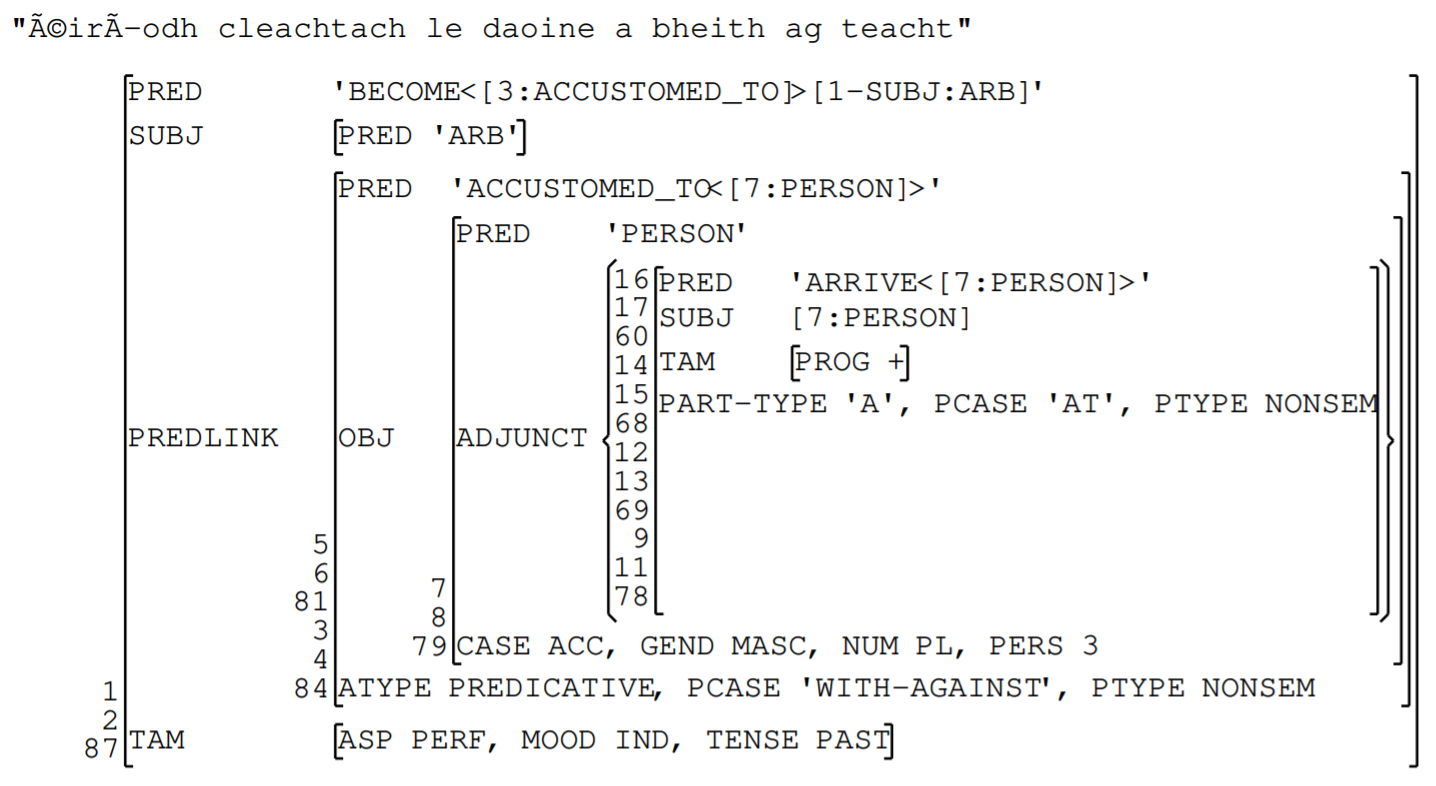 "Ã©irÃ-odh cleachtach le daoine a bheith ag teacht"
PRED 'BECOME<[3:ACCUSTOMED_TO]>[1-SUBJ:ARB]'
SUBJ [PRED 'ARB']
PRED 'ACCUSTOMED_TO<[7:PERSON]>'
PRED 'PERSON'
16 PRED 'ARRIVE<[7:PERSON]>'
17 SUBJ [7:PERSON]
60
14 TAM [PROG +]
15 PART-TYPE 'A', PCASE 'AT', PTYPE NONSEM
68
PREDLINK OBJ ADJUNCT
12
13
69
9
5
11
6
7
78
81
8
3
79 CASE ACC, GEND MASC, NUM PL, PERS 3
4
1
84 ATYPE PREDICATIVE, PCASE 'WITH-AGAINST', PTYPE NONSEM
2
87 TAM [ASP PERF, MOOD IND, TENSE PAST]